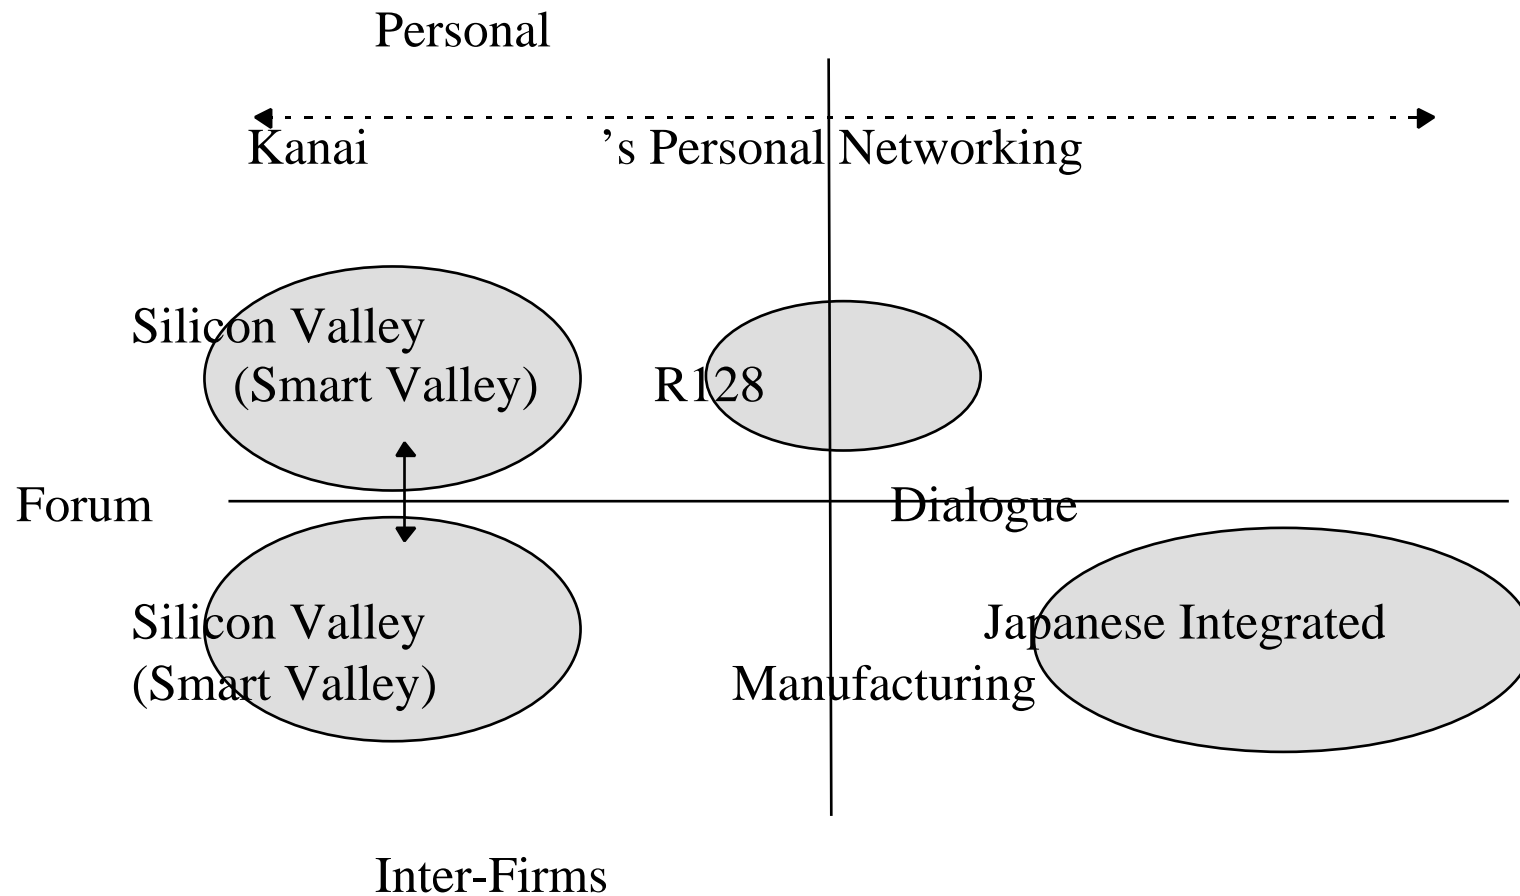 Personal
Kanai 's Personal Networking
Silicon Valley
(Smart Valley)
R128
Forum
Dialogue
Silicon Valley
(Smart Valley)
Japanese Integrated
Manufacturing
Inter-Firms